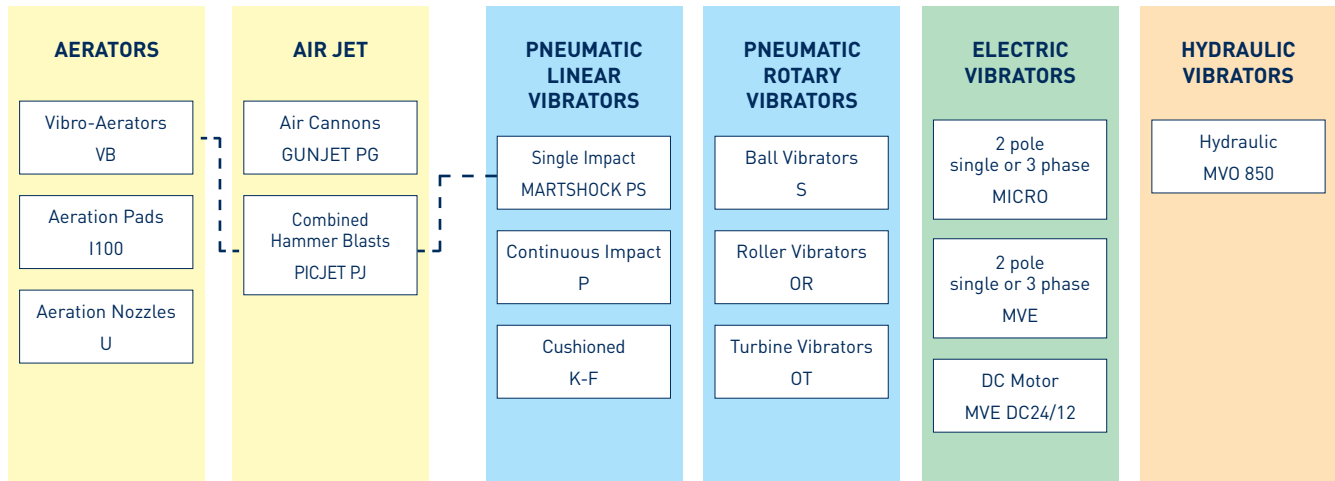 AERATORS
Vibro-Aerators
VB
Aeration Pads
I100
Aeration Nozzles
U
AIR JET
Air Cannons
GUNJET PG
Combined
Hammer Blasts
PICJET PJ
PNEUMATIC
LINEAR
VIBRATORS
Single Impact
MARTSHOCK PS
Continuous Impact
P
Cushioned
K-F
PNEUMATIC
ROTARY
VIBRATORS
Ball Vibrators
S
Roller Vibrators
OR
Turbine Vibrators
OT
ELECTRIC
VIBRATORS
2 pole
single or 3 phase
MICRO
2 pole
single or 3 phase
MVE
DC Motor
MVE DC24/12
HYDRAULIC
VIBRATORS
Hydraulic
MVO 850